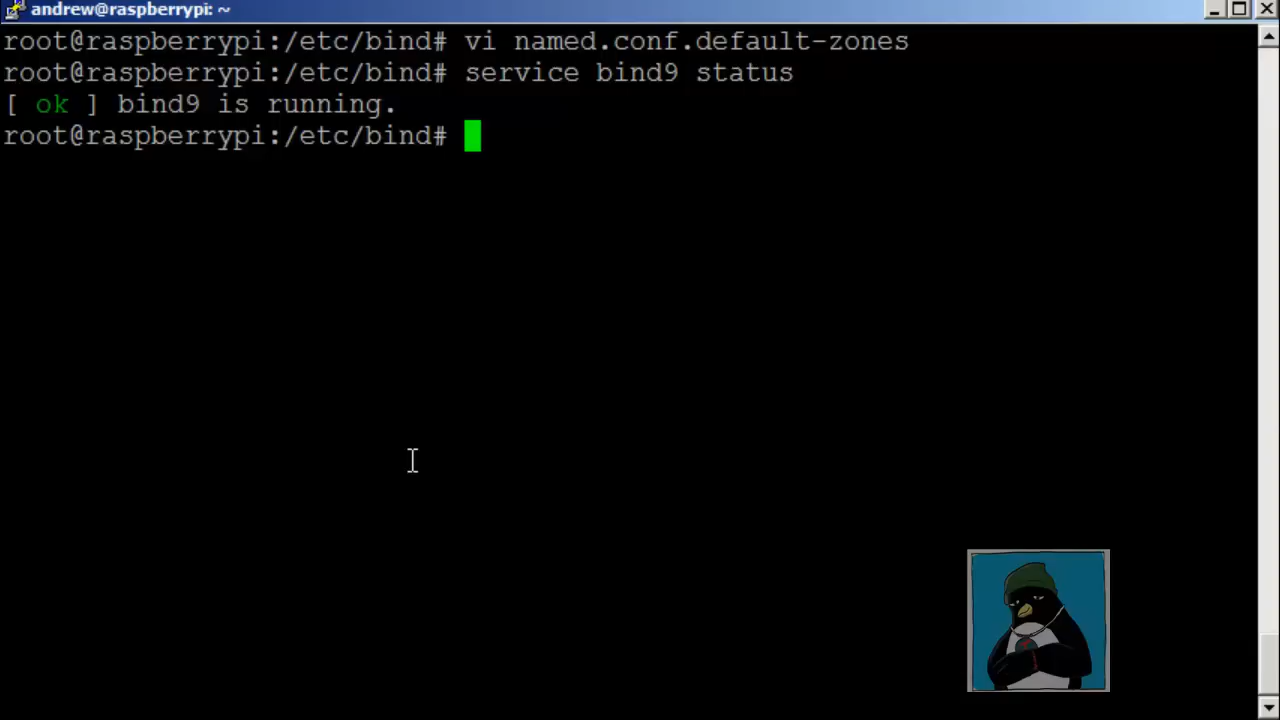 andrew@raspberrypi: ~
root@raspberrypi:/etc/bind# vi named.conf.default-zones
root@raspberrypi:/etc/bind# service bind9 status
[ ok ] bind9 is running.
root@raspberrypi:/etc/bind#